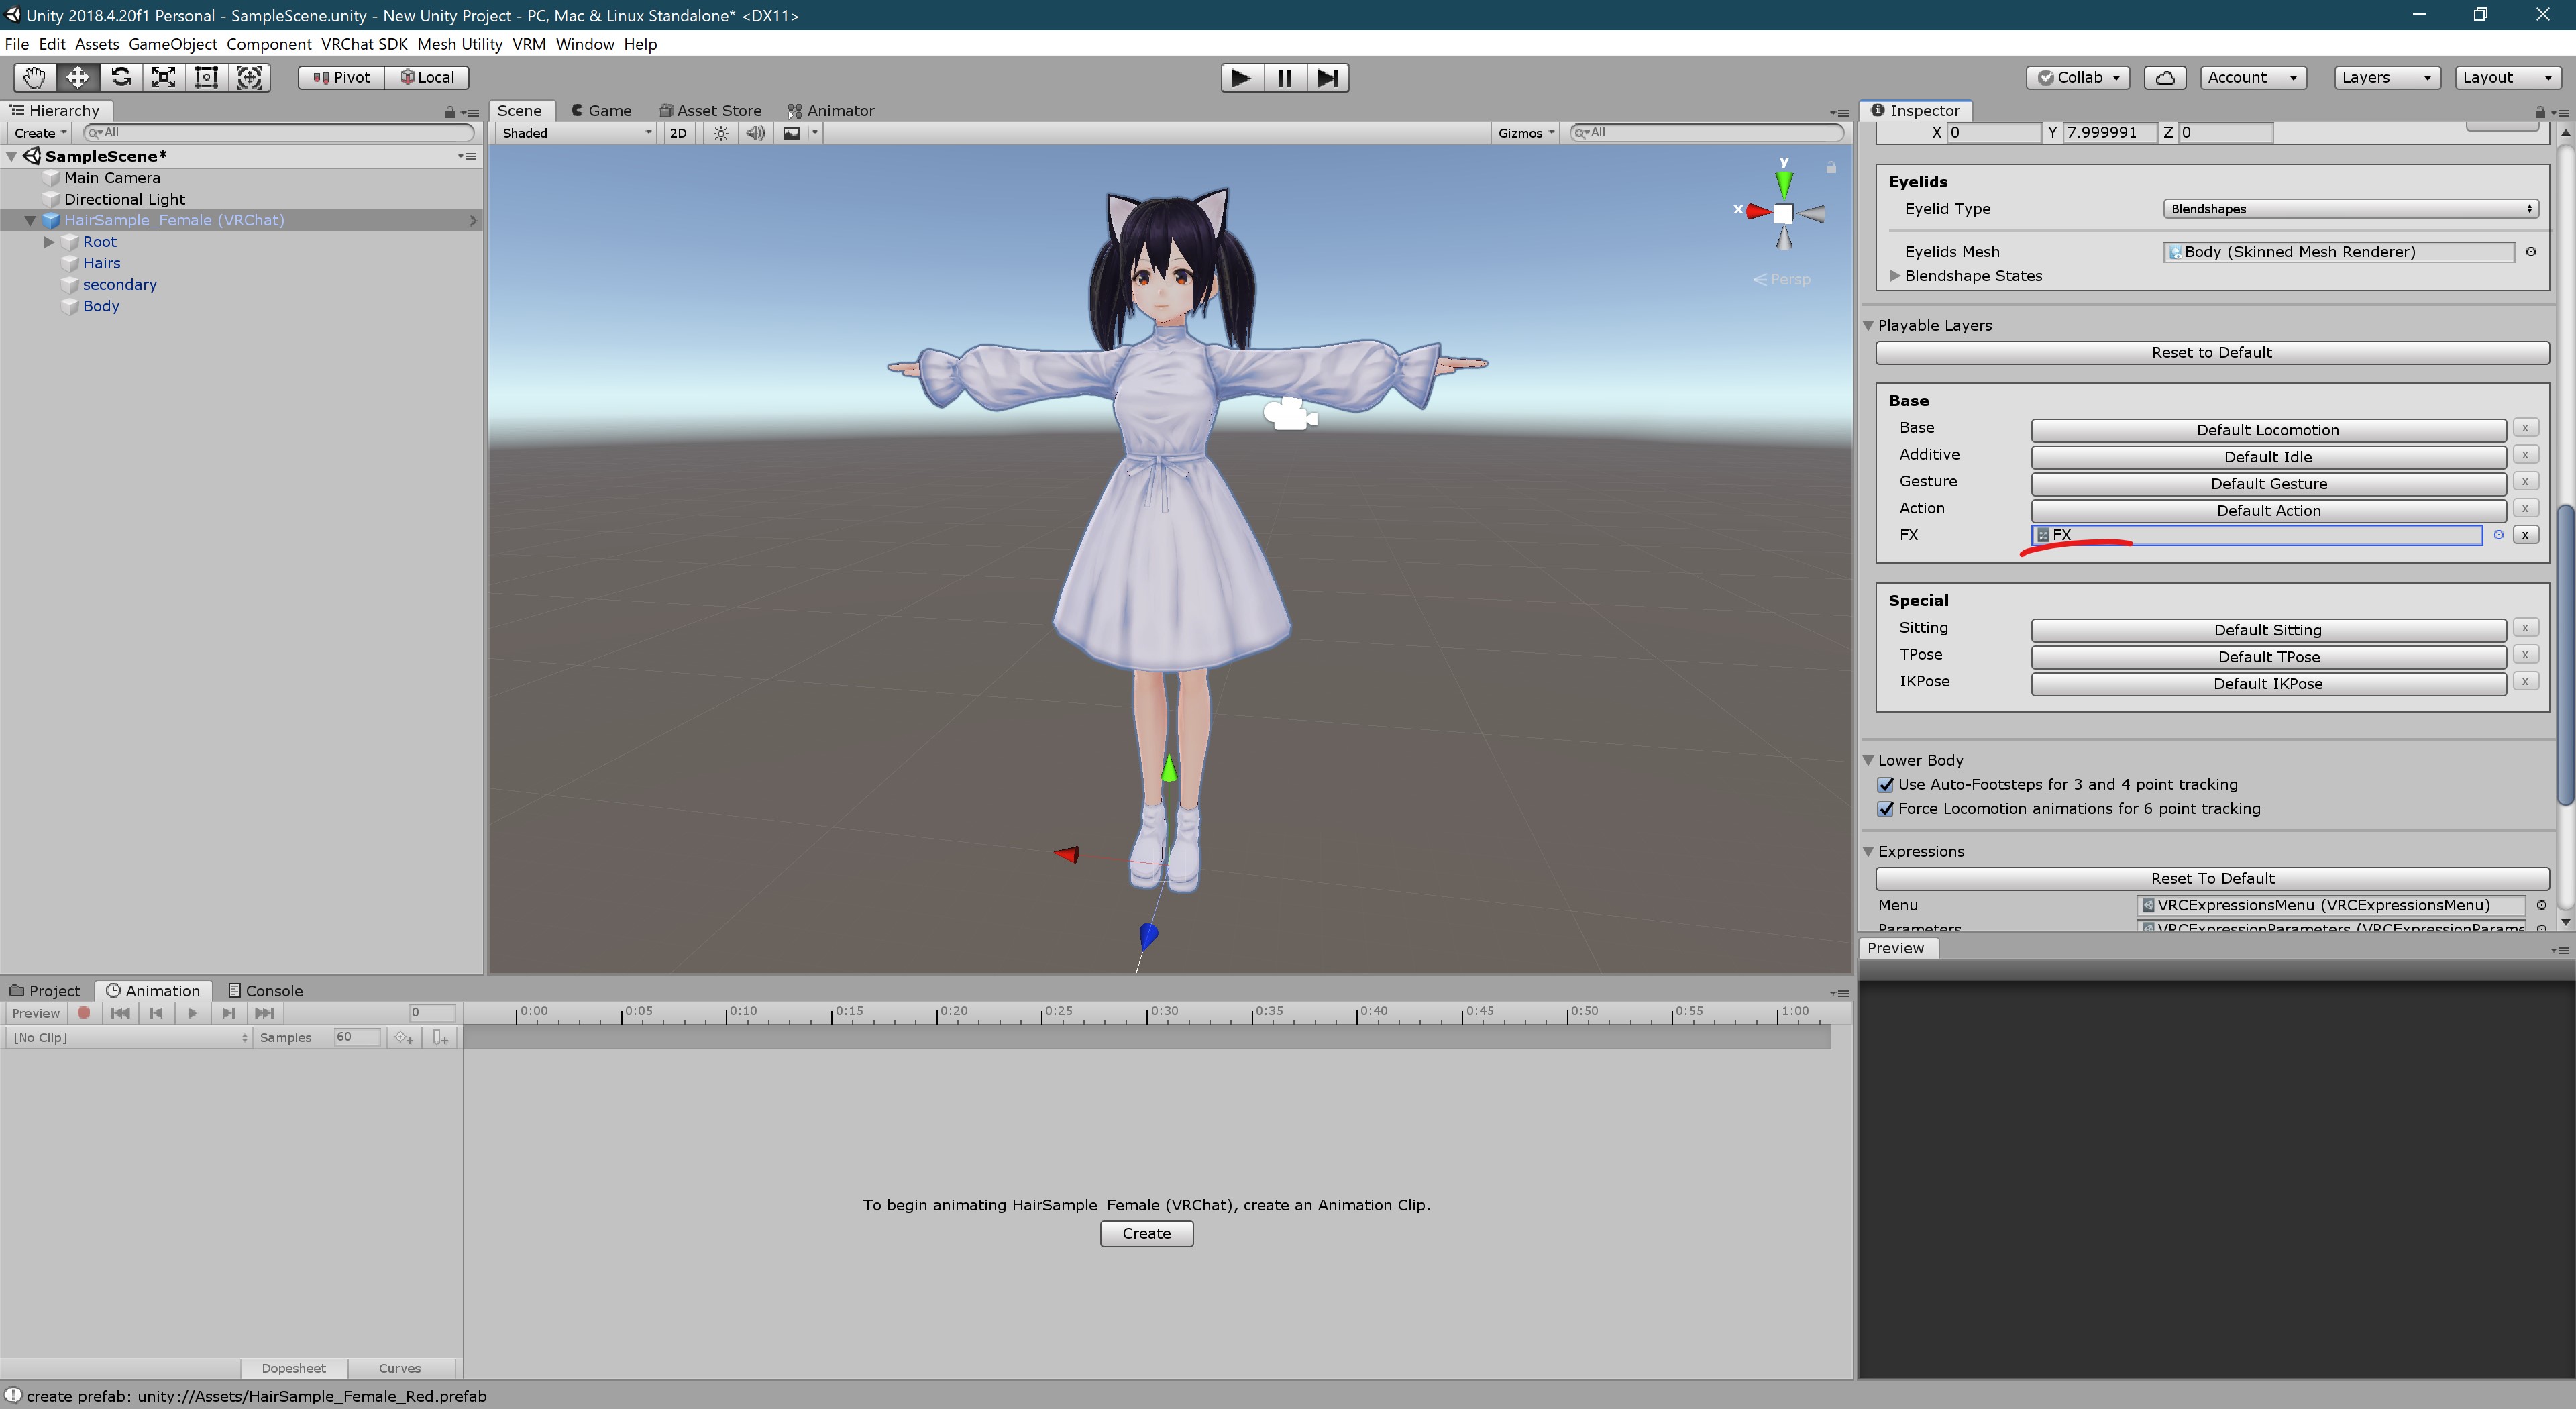 Unity 2018.4.20f1 Personal - SampleScene.unity - New Unity Project - PC, Mac & Linux Standalone* <DX11>
File Edit Assets GameObject Component VRChat SDK Mesh Utility VRM Window Help
Pivot Local Collab Account Layers Layout
Hierarchy
Create All
SampleScene*
Main Camera
Directional Light
HairSample_Female (VRChat)
Root
Hairs
secondary
Body
Scene Game Asset Store Animator
Shaded 2D Gizmos All
y
x
Persp
Inspector
X 0 Y 7.999991 Z 0
Eyelids
Eyelid Type Blendshapes
Eyelids Mesh Body (Skinned Mesh Renderer)
Blendshape States
Playable Layers
Reset to Default
Base
Base Default Locomotion x
Additive Default Idle x
Gesture Default Gesture x
Action Default Action x
FX FX x
Special
Sitting Default Sitting x
TPose Default TPose x
IKPose Default IKPose x
Lower Body
Use Auto-Footsteps for 3 and 4 point tracking
Force Locomotion animations for 6 point tracking
Expressions
Reset To Default
Menu VRCExpressionsMenu (VRCExpressionsMenu)
Parameters VRCExpressionParameters (VRCExpressionParame
Preview
Project Animation Console
Preview 0 0:00 0:05 0:10 0:15 0:20 0:25 0:30 0:35 0:40 0:45 0:50 0:55 1:00
[No Clip] Samples 60
To begin animating HairSample_Female (VRChat), create an Animation Clip.
Create
Dopesheet Curves
create prefab: unity://Assets/HairSample_Female_Red.prefab